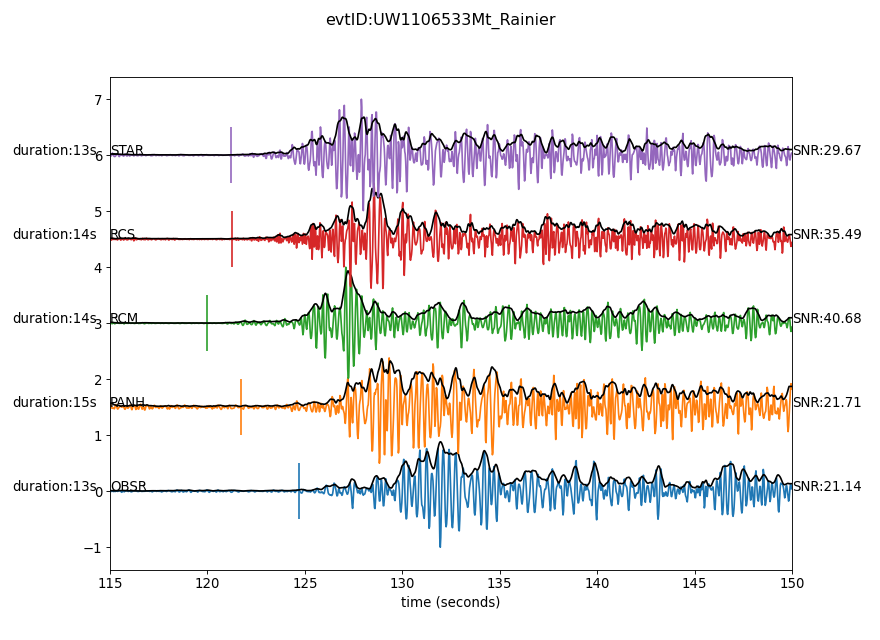 evtID:UW1106533Mt_Rainier
7
duration:13s 6 STAR SNR:29.67
5
duration:14s RCS SNR:35.49
4
duration:14s 3 RCM SNR:40.68
2
duration:15s PANH SNR:21.71
1
duration:13s 0 OBSR SNR:21.14
−1
115 120 125 130 135 140 145 150
time (seconds)